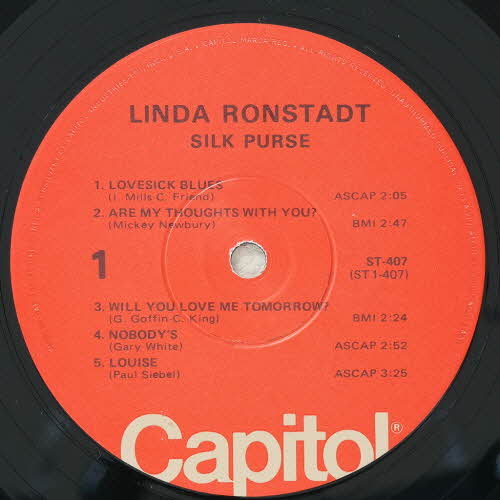 LINDA RONSTADT
SILK PURSE
1. LOVESICK BLUES
(I. Mills C. Friend) ASCAP 2:05
2. ARE MY THOUGHTS WITH YOU?
(Mickey Newbury) BMI 2:47
1
ST-407
(ST1-407)
3. WILL YOU LOVE ME TOMORROW?
(G. Goffin-C. King) BMI 2:24
4. NOBODY'S
(Gary White) ASCAP 2:52
5. LOUISE
(Paul Siebel) ASCAP 3:25
Capitol®